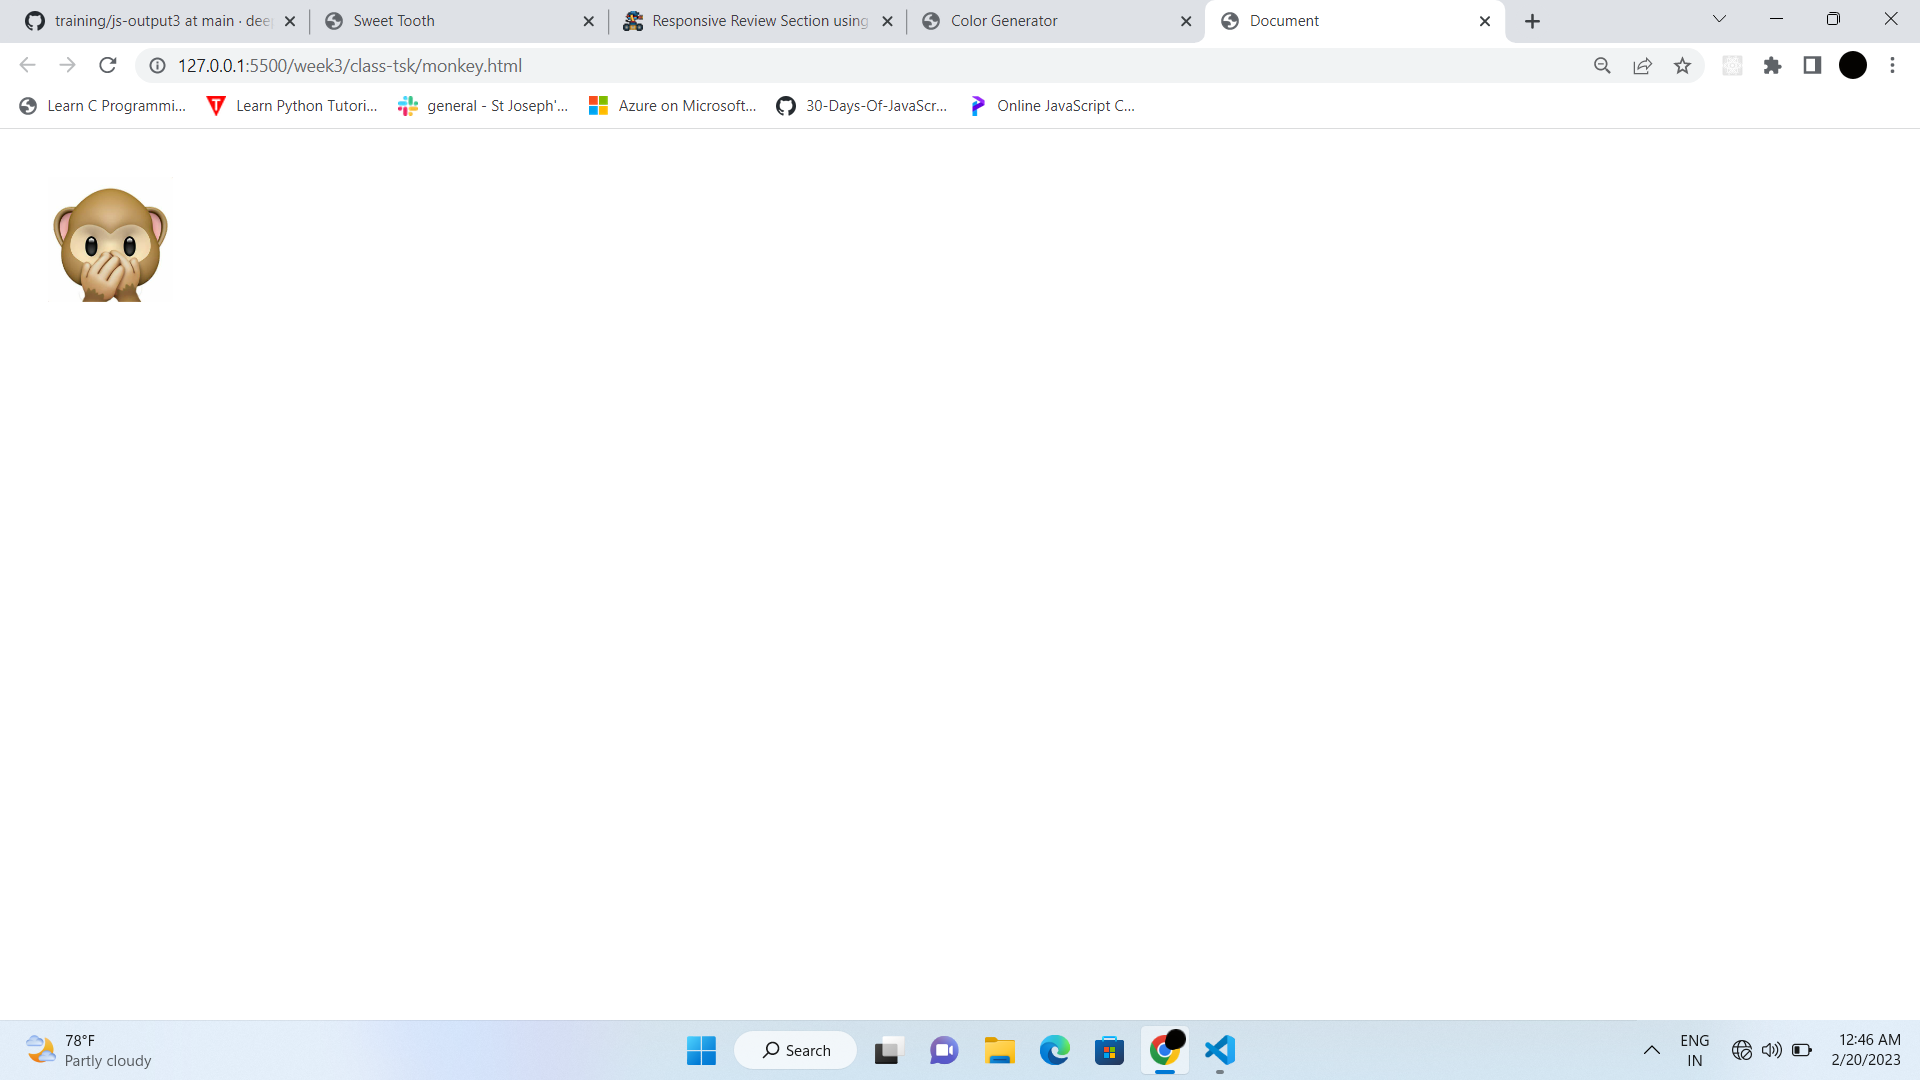 training/js-output3 at main · deep
Sweet Tooth
Responsive Review Section using
Color Generator
Document
127.0.0.1:5500/week3/class-tsk/monkey.html
Learn C Programmi...
Learn Python Tutori...
general - St Joseph'...
Azure on Microsoft...
30-Days-Of-JavaScr...
Online JavaScript C...
78°F
Partly cloudy
Search
ENG
IN
12:46 AM
2/20/2023